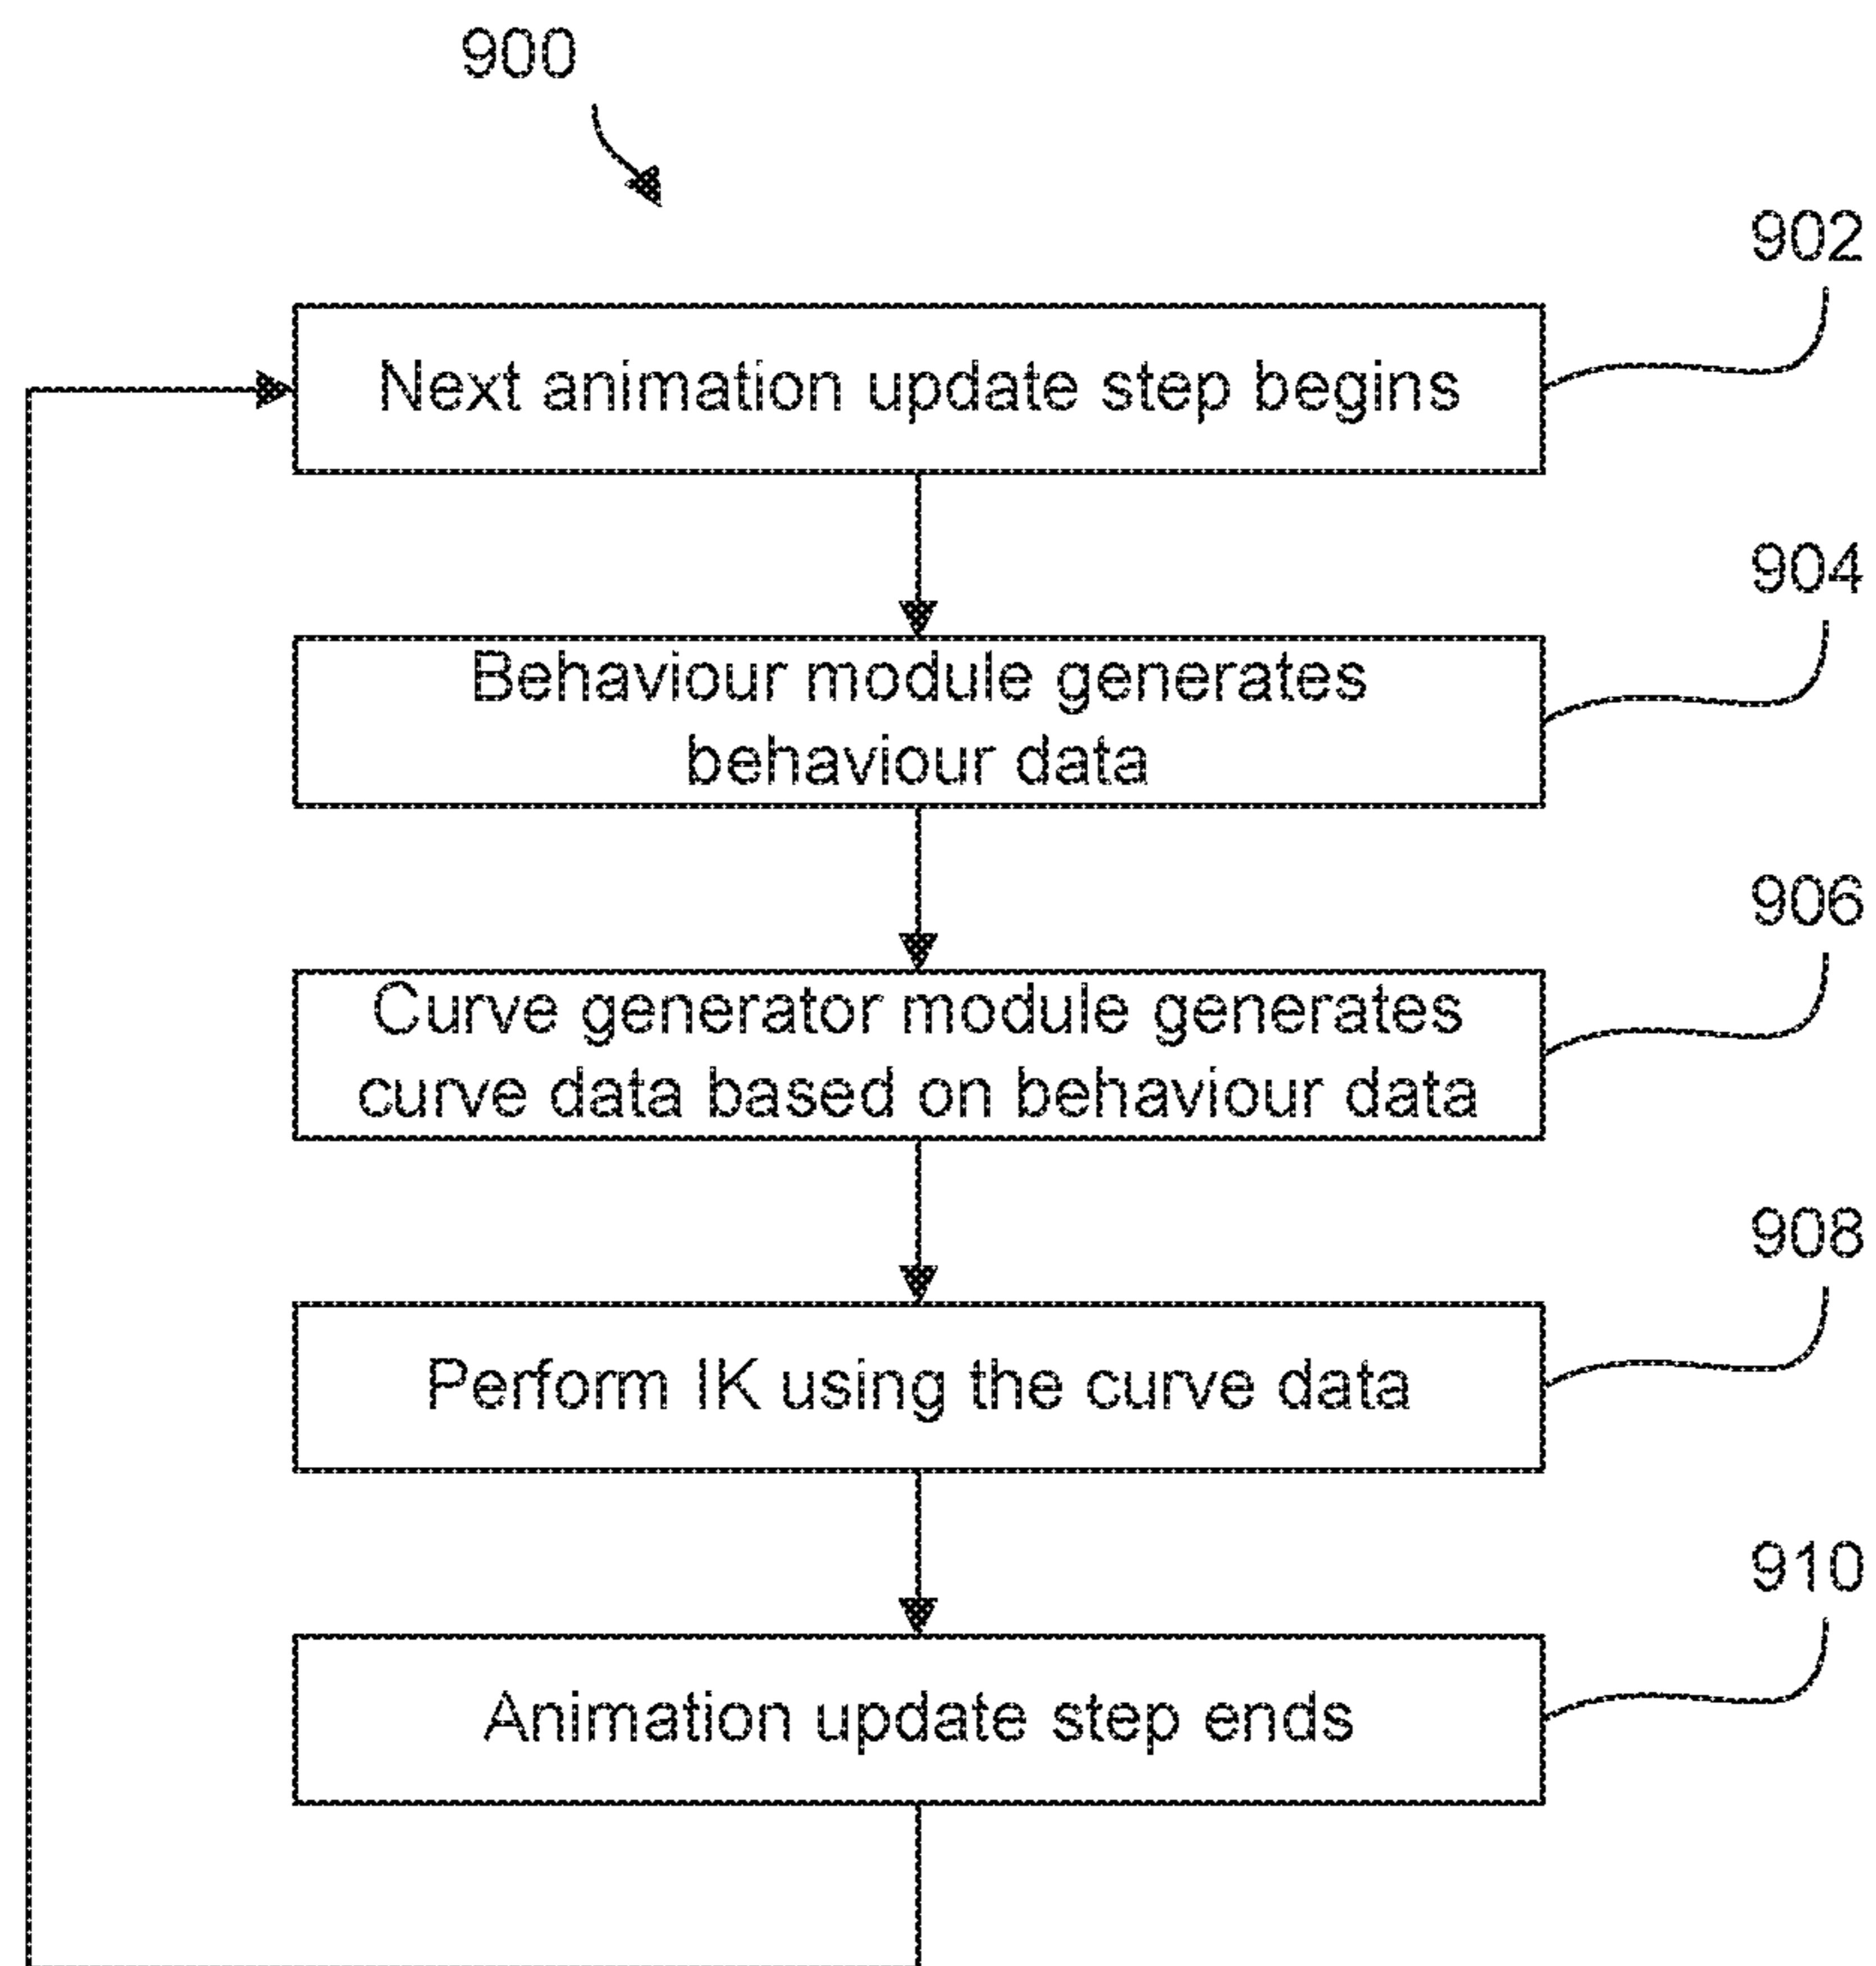 900
902
Next animation update step begins
904
Behaviour module generates
behaviour data
906
Curve generator module generates
curve data based on behaviour data
908
Perform IK using the curve data
910
Animation update step ends